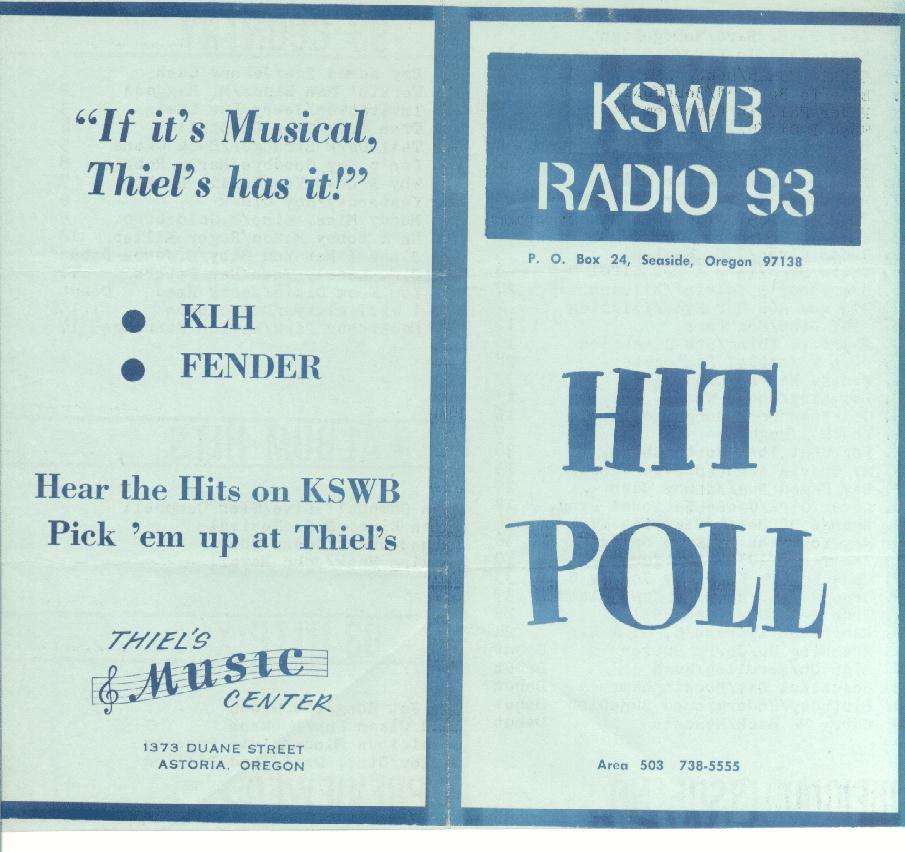 “If it's Musical,
Thiel's has it!”
KLH
FENDER
Hear the Hits on KSWB
Pick 'em up at Thiel's
THIEL'S
MUSIC
CENTER
1373 DUANE STREET
ASTORIA, OREGON
KSWB
RADIO 93
P. O. Box 24, Seaside, Oregon 97138
HIT
POLL
Area 503 738-5555